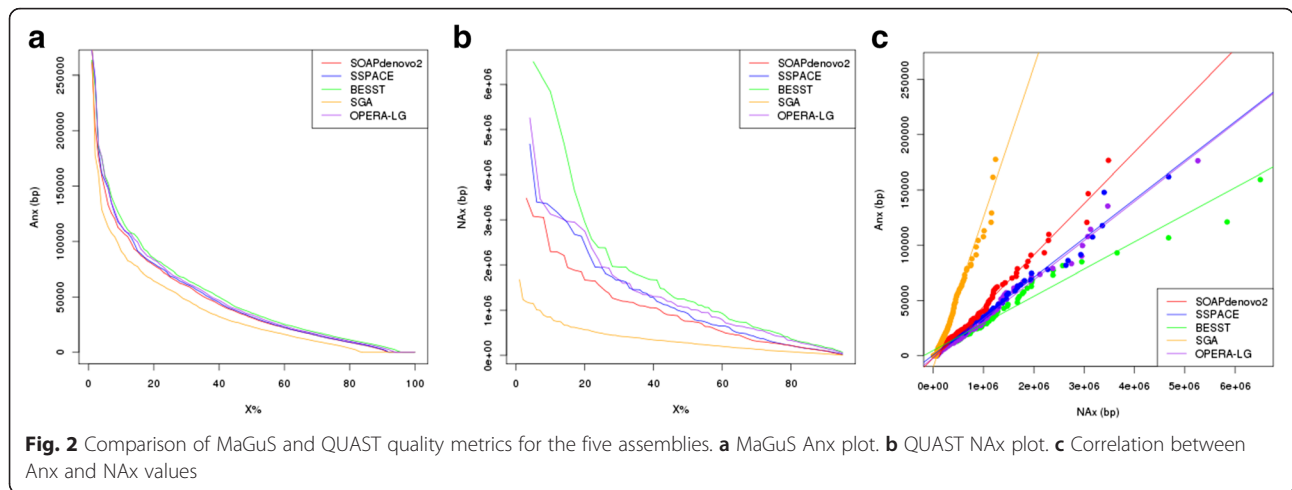 a
250000
200000
150000
100000
50000
0
Anx (bp)
0 20 40 60 80 100
X%
SOAPdenovo2
SSPACE
BESST
SGA
OPERA-LG
b
6e+06
5e+06
4e+06
3e+06
2e+06
1e+06
0e+00
NAx (bp)
0 20 40 60 80
X%
SOAPdenovo2
SSPACE
BESST
SGA
OPERA-LG
c
250000
200000
150000
100000
50000
0
Anx (bp)
0e+00 1e+06 2e+06 3e+06 4e+06 5e+06 6e+06
NAx (bp)
SOAPdenovo2
SSPACE
BESST
SGA
OPERA-LG
Fig. 2 Comparison of MaGuS and QUAST quality metrics for the five assemblies. a MaGuS Anx plot. b QUAST NAx plot. c Correlation between
Anx and NAx values